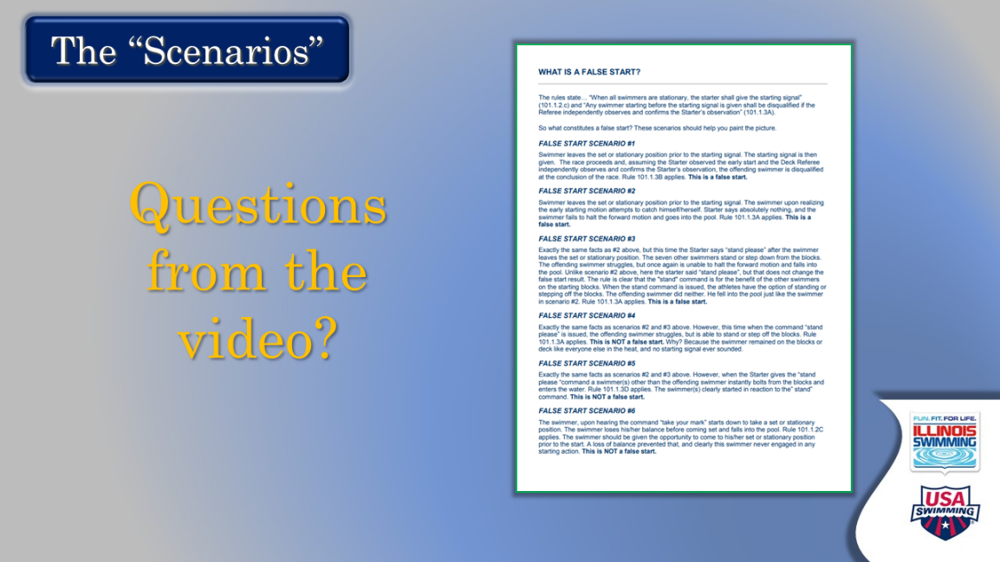 The “Scenarios”
Questions
from the
video?
WHAT IS A FALSE START?
The rules state… “When all swimmers are stationary, the starter shall give the starting signal”
(101.1.2.c) and “Any swimmer starting before the starting signal is given shall be disqualified if the
Referee independently observes and confirms the Starter’s observation” (101.1.3A).
So what constitutes a false start? These scenarios should help you paint the picture.
FALSE START SCENARIO #1
Swimmer leaves the set or stationary position prior to the starting signal. The starting signal is then
given. The race proceeds and, assuming the Starter observed the early start and the Deck Referee
independently observes and confirms the Starter’s observation, the offending swimmer is disqualified
at the conclusion of the race. Rule 101.1.3B applies. This is a false start.
FALSE START SCENARIO #2
Swimmer leaves the set or stationary position prior to the starting signal. The swimmer upon realizing
the early starting motion attempts to catch himself/herself. Starter says absolutely nothing, and the
swimmer fails to halt the forward motion and goes into the pool. Rule 101.1.3A applies. This is a
false start.
FALSE START SCENARIO #3
Exactly the same facts as #2 above, but this time the Starter says “stand please” after the swimmer
leaves the set or stationary position. The seven other swimmers stand or step down from the blocks.
The offending swimmer struggles, but once again is unable to halt the forward motion and falls into
the pool. Unlike scenario #2 above, here the starter said “stand please”, but that does not change the
false start result. The rule is clear that the "stand" command is for the benefit of the other swimmers
on the starting blocks. When the stand command is issued, the athletes have the option of standing or
stepping off the blocks. The offending swimmer did neither. He fell into the pool just like the swimmer
in scenario #2. Rule 101.1.3A applies. This is a false start.
FALSE START SCENARIO #4
Exactly the same facts as scenarios #2 and #3 above. However, this time when the command “stand
please” is issued, the offending swimmer struggles, but is able to stand or step off the blocks. Rule
101.1.3A applies. This is NOT a false start. Why? Because the swimmer remained on the blocks or
deck like everyone else in the heat, and no starting signal ever sounded.
FALSE START SCENARIO #5
Exactly the same facts as scenarios #2 and #3 above. However, when the Starter gives the “stand
please “command a swimmer(s) other than the offending swimmer instantly bolts from the blocks and
enters the water. Rule 101.1.3D applies. The swimmer(s) clearly started in reaction to the” stand”
command. This is NOT a false start.
FALSE START SCENARIO #6
The swimmer, upon hearing the command “take your mark” starts down to take a set or stationary
position. The swimmer loses his/her balance before coming set and falls into the pool. Rule 101.1.2C
applies. The swimmer should be given the opportunity to come to his/her set or stationary position
prior to the start. A loss of balance prevented that, and clearly this swimmer never engaged in any
starting action. This is NOT a false start.
FUN. FIT. FOR LIFE.
ILLINOIS
SWIMMING
USA
SWIMMING